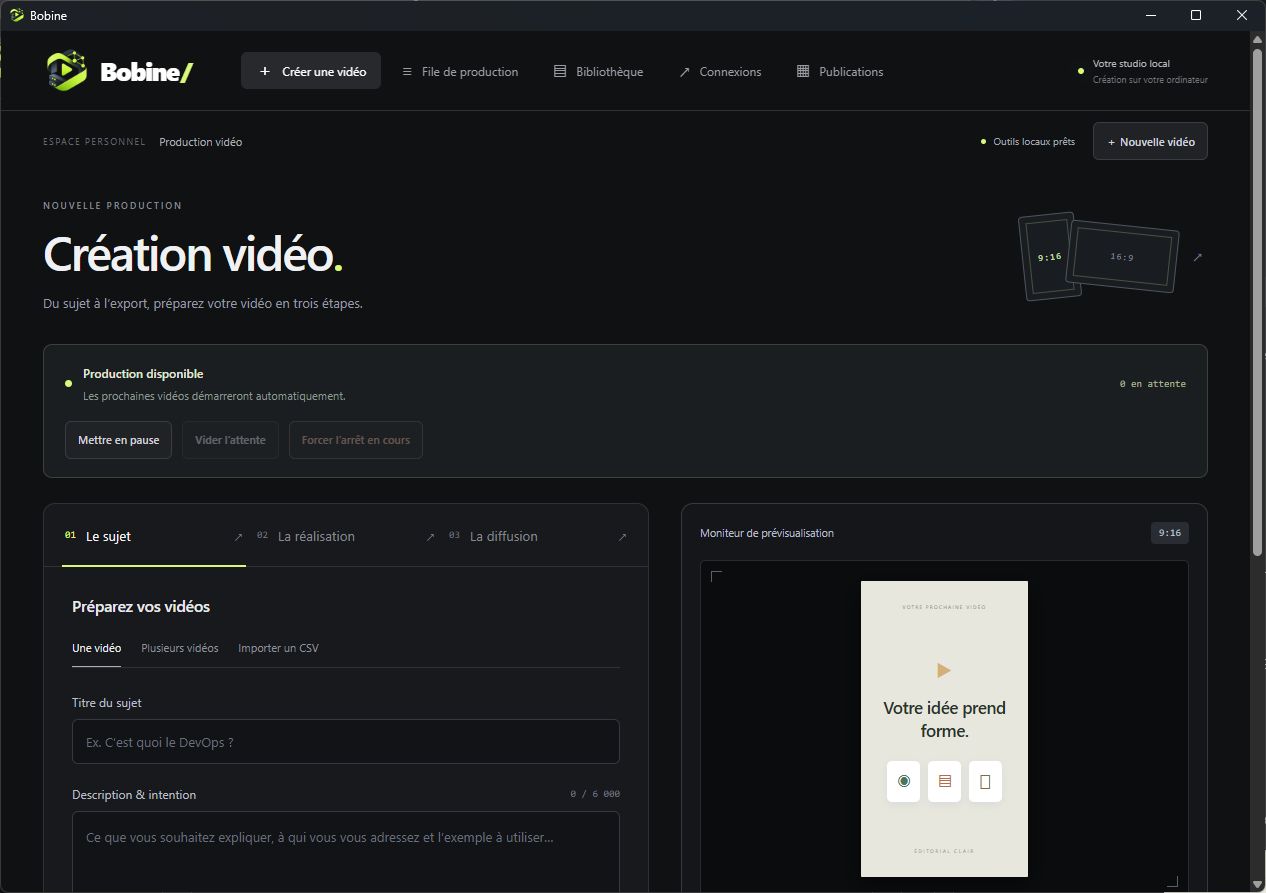 Bobine
Bobine/
+ Créer une vidéo
File de production
Bibliothèque
Connexions
Publications
Votre studio local
Création sur votre ordinateur
ESPACE PERSONNEL
Production vidéo
Outils locaux prêts
+ Nouvelle vidéo
NOUVELLE PRODUCTION
Création vidéo.
Du sujet à l'export, préparez votre vidéo en trois étapes.
9:16
16:9
Production disponible
Les prochaines vidéos démarreront automatiquement.
0 en attente
Mettre en pause
Vider l'attente
Forcer l'arrêt en cours
01 Le sujet
02 La réalisation
03 La diffusion
Préparez vos vidéos
Une vidéo
Plusieurs vidéos
Importer un CSV
Titre du sujet
Ex. C'est quoi le DevOps ?
Description & intention
0 / 6 000
Ce que vous souhaitez expliquer, à qui vous vous adressez et l'exemple à utiliser...
Moniteur de prévisualisation
9:16
VOTRE PROCHAINE VIDÉO
Votre idée prend
forme.
EDITORIAL CLAIR